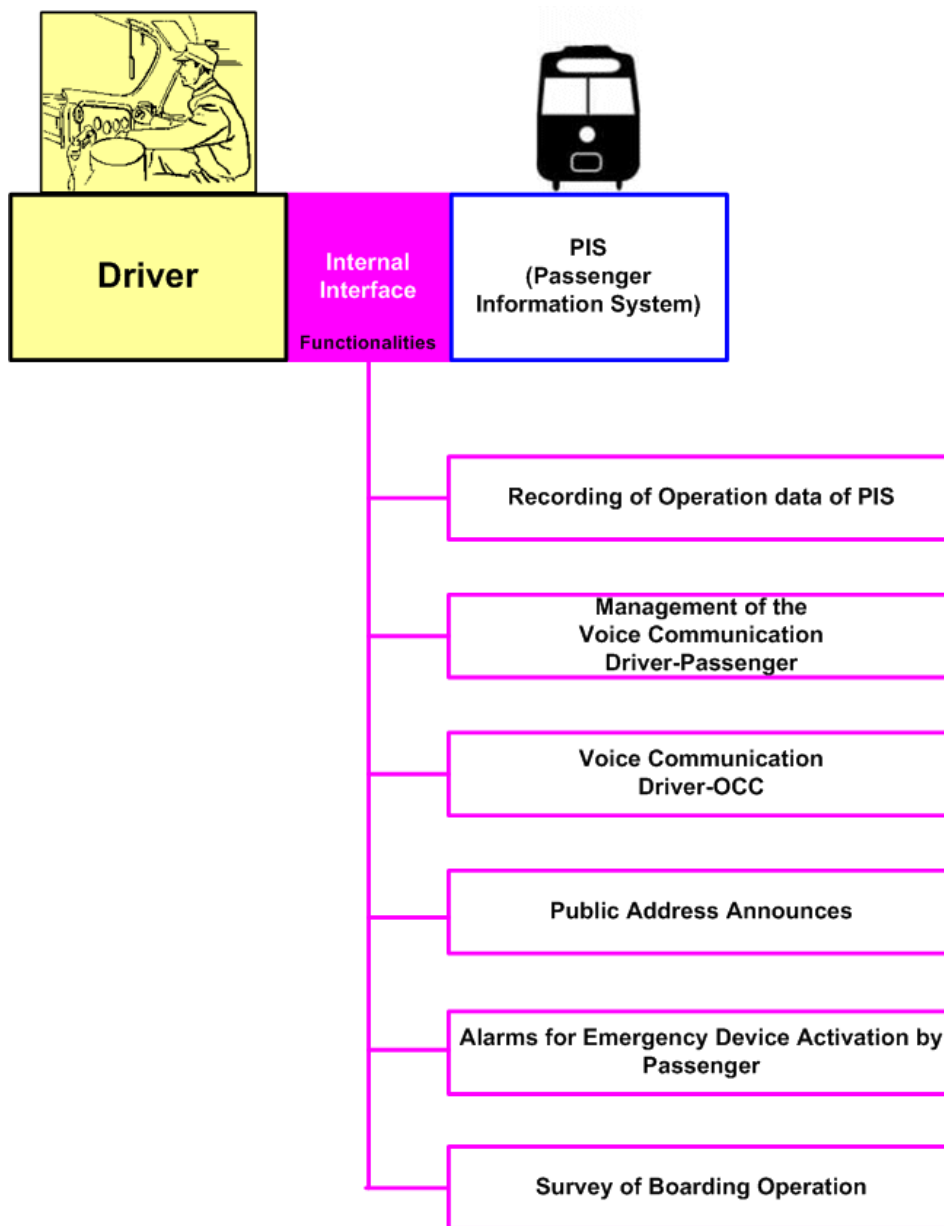 Driver
Internal
Interface
Functionalities
PIS
(Passenger
Information System)
Recording of Operation data of PIS
Management of the
Voice Communication
Driver-Passenger
Voice Communication
Driver-OCC
Public Address Announces
Alarms for Emergency Device Activation by
Passenger
Survey of Boarding Operation